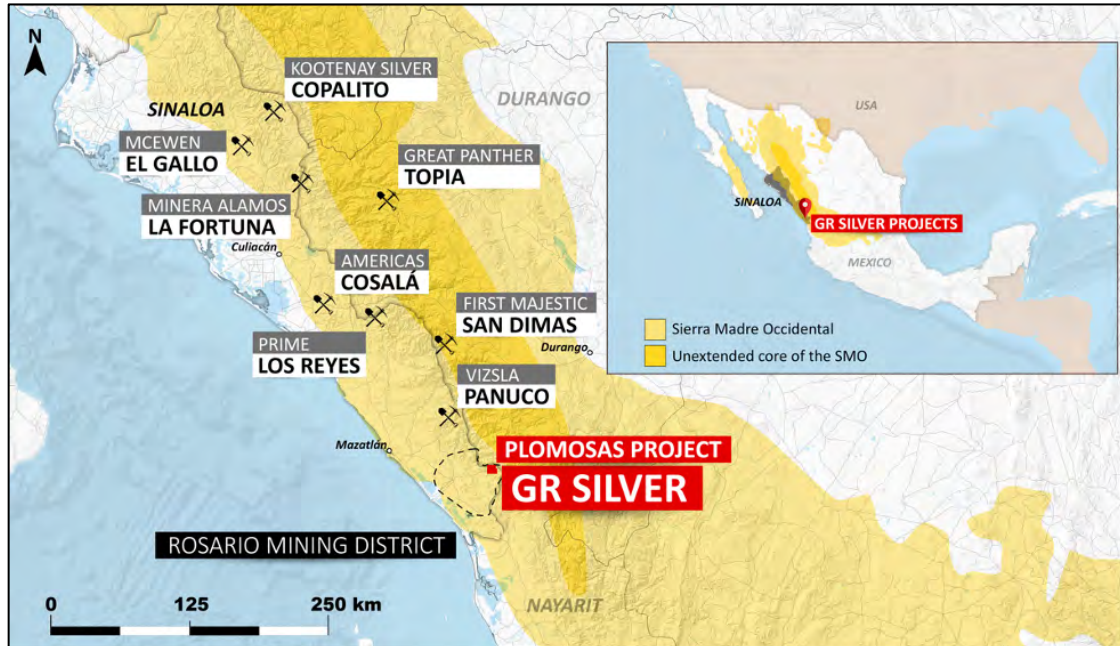 N
KOOTENAY SILVER
COPALITO
SINALOA
DURANGO
MCEWEN
EL GALLO
GREAT PANTHER
TOPIA
MINERA ALAMOS
LA FORTUNA
Culiacán
AMERICAS
COSALÁ
FIRST MAJESTIC
SAN DIMAS
Durango
PRIME
LOS REYES
VIZSLA
PANUCO
Mazatlán
PLOMOSAS PROJECT
GR SILVER
ROSARIO MINING DISTRICT
NAYARIT
0 125 250 km
USA
SINALOA
GR SILVER PROJECTS
MEXICO
Sierra Madre Occidental
Unextended core of the SMO